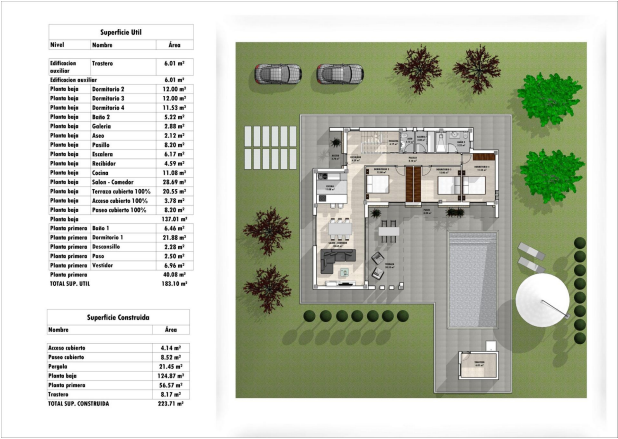 Superficie Util
Nivel Nombre Área
Edificacion auxiliar Trastero 6.01 m²
Edificacion auxiliar 6.01 m²
Planta baja Dormitorio 2 12.00 m²
Planta baja Dormitorio 3 12.00 m²
Planta baja Dormitorio 4 11.53 m²
Planta baja Baño 2 5.22 m²
Planta baja Galeria 2.88 m²
Planta baja Aseo 2.12 m²
Planta baja Pasillo 8.20 m²
Planta baja Escalera 6.17 m²
Planta baja Recibidor 4.59 m²
Planta baja Cocina 11.08 m²
Planta baja Salon - Comedor 28.69 m²
Planta baja Terraza cubierto 100% 20.55 m²
Planta baja Acceso cubierto 100% 3.78 m²
Planta baja Paseo cubierto 100% 8.20 m²
Planta baja 137.01 m²
Planta primera Baño 1 6.46 m²
Planta primera Dormitorio 1 21.88 m²
Planta primera Descansillo 2.28 m²
Planta primera Paso 2.50 m²
Planta primera Vestidor 6.96 m²
Planta primera 40.08 m²
TOTAL SUP. UTIL 183.10 m²
Superficie Construida
Nombre Área
Acceso cubierto 4.14 m²
Paseo cubierto 8.52 m²
Pergola 21.45 m²
Planta baja 124.87 m²
Planta primera 56.57 m²
Trastero 8.17 m²
TOTAL SUP. CONSTRUIDA 223.71 m²